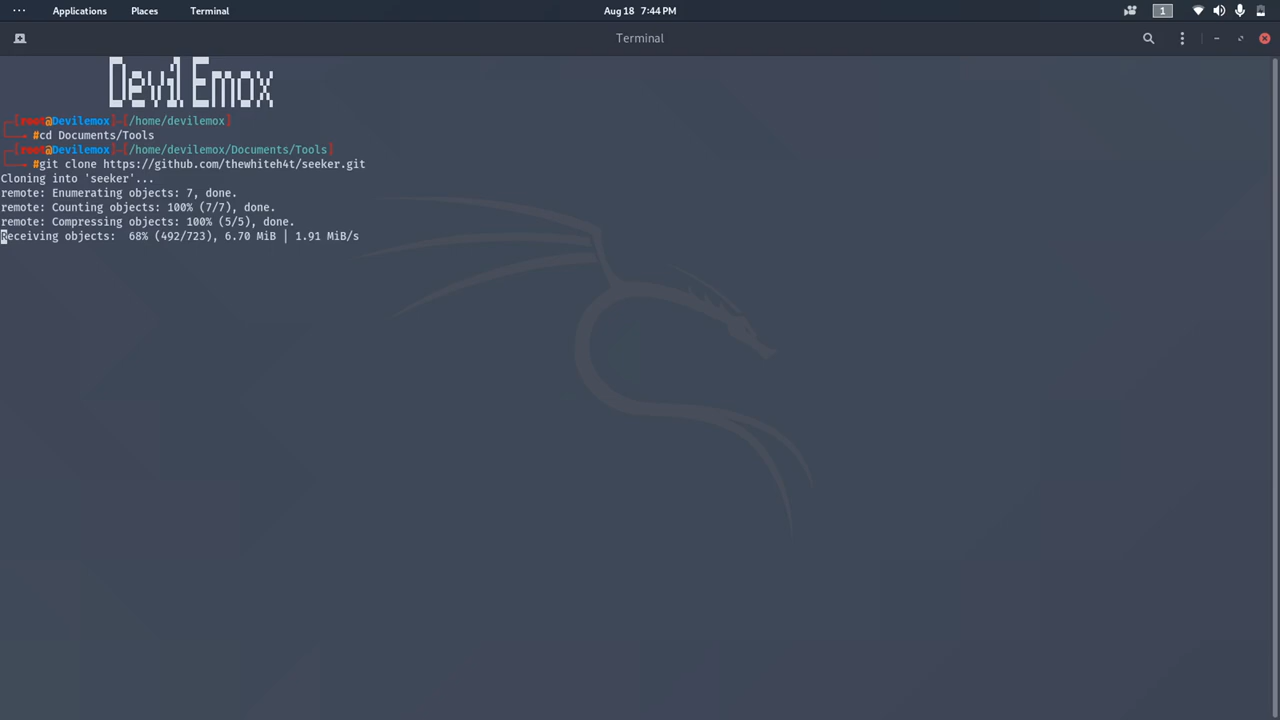 Applications Places Terminal Aug 18 7:44 PM 1
Terminal
Devil Emox
┌─[root@Devilemox]─[/home/devilemox]
└──╼ #cd Documents/Tools
┌─[root@Devilemox]─[/home/devilemox/Documents/Tools]
└──╼ #git clone https://github.com/thewhiteh4t/seeker.git
Cloning into 'seeker'...
remote: Enumerating objects: 7, done.
remote: Counting objects: 100% (7/7), done.
remote: Compressing objects: 100% (5/5), done.
Receiving objects:  68% (492/723), 6.70 MiB | 1.91 MiB/s